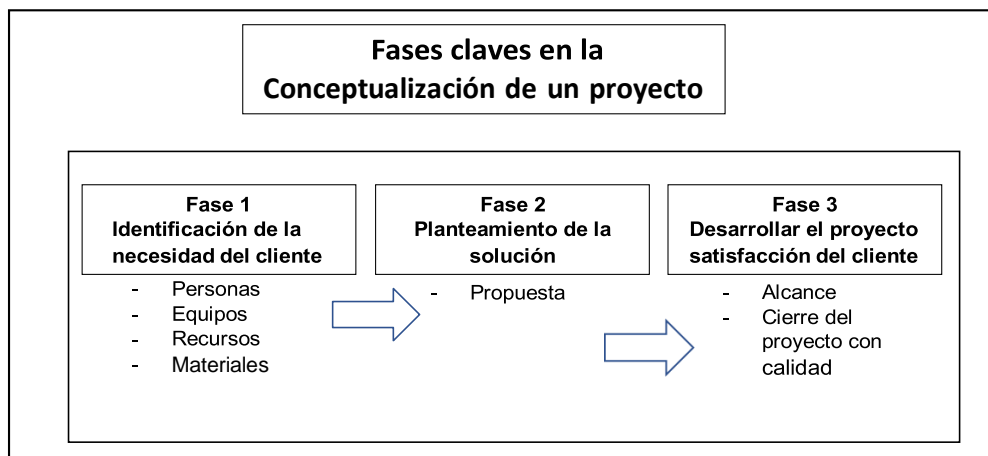 Fases claves en la
Conceptualización de un proyecto
Fase 1
Identificación de la
necesidad del cliente
- Personas
- Equipos
- Recursos
- Materiales
Fase 2
Planteamiento de la
solución
- Propuesta
Fase 3
Desarrollar el proyecto
satisfacción del cliente
- Alcance
- Cierre del
proyecto con
calidad